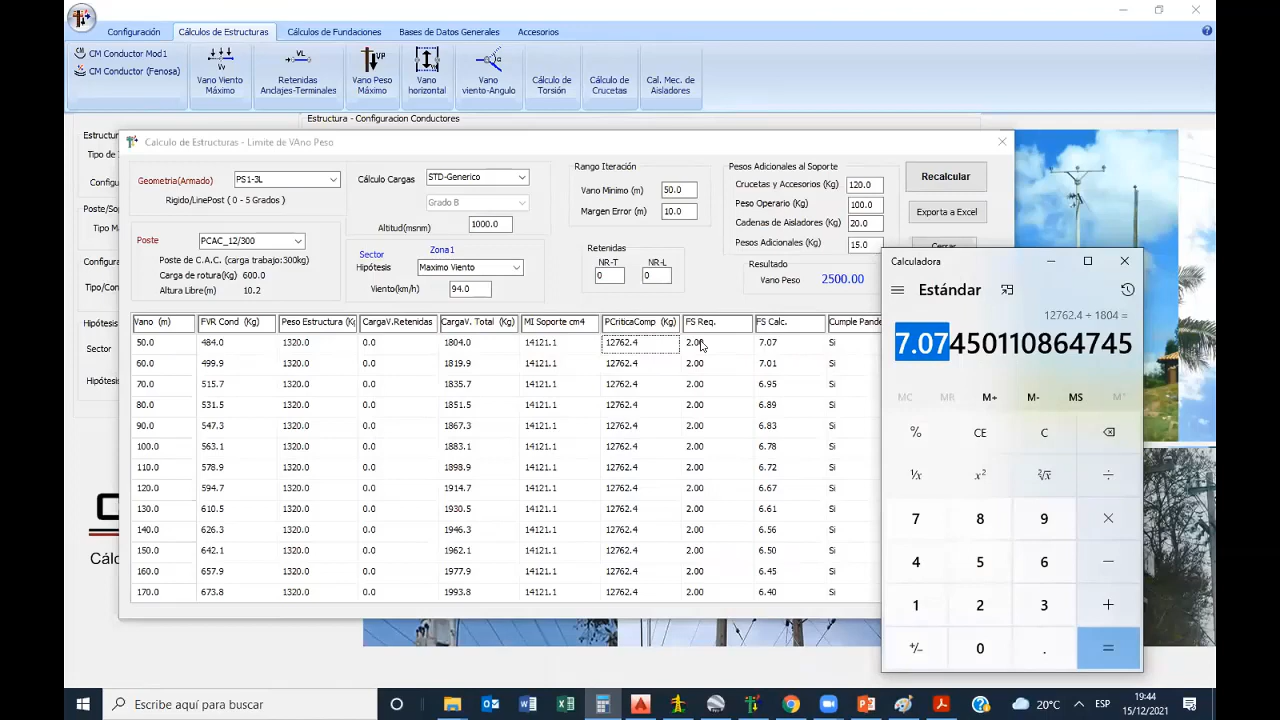 Configuración Cálculos de Estructuras Cálculos de Fundaciones Bases de Datos Generales Accesorios
CM Conductor Mod1
CM Conductor (Fenosa)
Vano Viento Máximo
Retenidas Anclajes-Terminales
Vano Peso Máximo
Vano horizontal
Vano viento-Angulo
Cálculo de Torsión
Cálculo de Crucetas
Cal. Mec. de Aisladores
Estructura - Configuracion Conductores
Calculo de Estructuras - Limite de VAno Peso
Geometria(Armado) PS1-3L
Rigido/LinePost ( 0 - 5 Grados )
Cálculo Cargas STD-Generico
Grado B
Altitud(msnm) 1000.0
Rango Iteración
Vano Minimo (m) 50.0
Margen Error (m) 10.0
Pesos Adicionales al Soporte
Crucetas y Accesorios (Kg) 120.0
Peso Operario (Kg) 100.0
Cadenas de Aisladores (Kg) 20.0
Pesos Adicionales (Kg) 15.0
Recalcular
Exporta a Excel
Poste PCAC_12/300
Poste de C.A.C. (carga trabajo:300kg)
Carga de rotura(Kg) 600.0
Altura Libre(m) 10.2
Sector Zona1
Hipótesis Maximo Viento
Viento(km/h) 94.0
Retenidas
NR-T NR-L
0 0
Resultado
Vano Peso 2500.00
Vano (m) FVR Cond (Kg) Peso Estructura (Kg CargaV.Retenidas CargaV. Total (Kg) MI Soporte cm4 PCriticaComp (Kg) FS Req. FS Calc. Cumple Pande
50.0 484.0 1320.0 0.0 1804.0 14121.1 12762.4 2.00 7.07 Si
60.0 499.9 1320.0 0.0 1819.9 14121.1 12762.4 2.00 7.01 Si
70.0 515.7 1320.0 0.0 1835.7 14121.1 12762.4 2.00 6.95 Si
80.0 531.5 1320.0 0.0 1851.5 14121.1 12762.4 2.00 6.89 Si
90.0 547.3 1320.0 0.0 1867.3 14121.1 12762.4 2.00 6.83 Si
100.0 563.1 1320.0 0.0 1883.1 14121.1 12762.4 2.00 6.78 Si
110.0 578.9 1320.0 0.0 1898.9 14121.1 12762.4 2.00 6.72 Si
120.0 594.7 1320.0 0.0 1914.7 14121.1 12762.4 2.00 6.67 Si
130.0 610.5 1320.0 0.0 1930.5 14121.1 12762.4 2.00 6.61 Si
140.0 626.3 1320.0 0.0 1946.3 14121.1 12762.4 2.00 6.56 Si
150.0 642.1 1320.0 0.0 1962.1 14121.1 12762.4 2.00 6.50 Si
160.0 657.9 1320.0 0.0 1977.9 14121.1 12762.4 2.00 6.45 Si
170.0 673.8 1320.0 0.0 1993.8 14121.1 12762.4 2.00 6.40 Si
Calculadora
Estándar
12762.4 ÷ 1804 =
7.07450110864745
MC MR M+ M- MS M˅
% CE C
¹/x x² ²√x ÷
7 8 9 ×
4 5 6 −
1 2 3 +
+/− 0 . =
Escribe aquí para buscar
20°C
ESP
19:44
15/12/2021